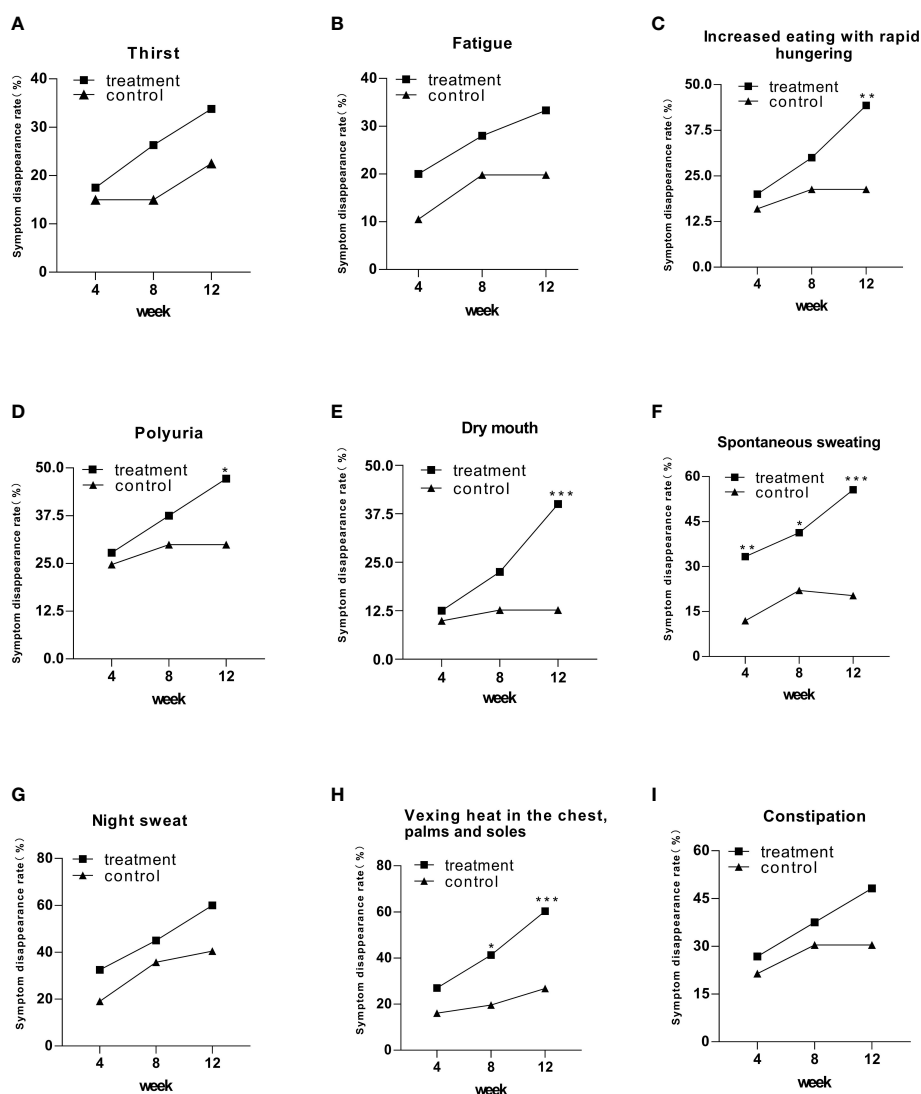 A
Thirst
treatment
control
Symptom disappearance rate(%)
40
30
20
10
0
4 8 12
week
B
Fatigue
treatment
control
Symptom disappearance rate(%)
40
30
20
10
0
4 8 12
week
C
Increased eating with rapid
hungering
treatment
control
Symptom disappearance rate(%)
50.0
37.5
25.0
12.5
0.0
**
4 8 12
week
D
Polyuria
treatment
control
Symptom disappearance rate(%)
50.0
37.5
25.0
12.5
0.0
*
4 8 12
week
E
Dry mouth
treatment
control
Symptom disappearance rate(%)
50.0
37.5
25.0
12.5
0.0
***
4 8 12
week
F
Spontaneous sweating
treatment
control
Symptom disappearance rate(%)
60
45
30
15
0
** * ***
4 8 12
week
G
Night sweat
treatment
control
Symptom disappearance rate(%)
80
60
40
20
0
4 8 12
week
H
Vexing heat in the chest,
palms and soles
treatment
control
Symptom disappearance rate(%)
80
60
40
20
0
* ***
4 8 12
week
I
Constipation
treatment
control
Symptom disappearance rate(%)
60
45
30
15
0
4 8 12
week